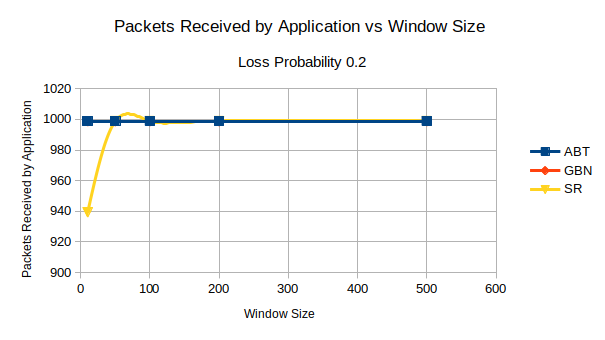 Packets Received by Application vs Window Size
Loss Probability 0.2
Packets Received by Application
1020
1000
980
960
940
920
900
0 100 200 300 400 500 600
Window Size
ABT
GBN
SR